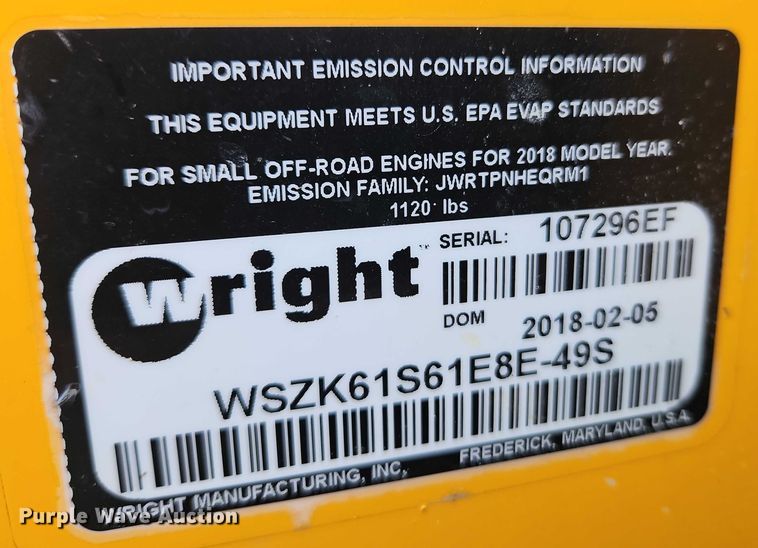 IMPORTANT EMISSION CONTROL INFORMATION
THIS EQUIPMENT MEETS U.S. EPA EVAP STANDARDS
FOR SMALL OFF-ROAD ENGINES FOR 2018 MODEL YEAR.
EMISSION FAMILY: JWRTPNHEQRM1
1120 lbs
Wright™ SERIAL: 107296EF
DOM 2018-02-05
WSZK61S61E8E-49S
WRIGHT MANUFACTURING, INC. FREDERICK, MARYLAND, U.S.A.
Purple Wave Auction